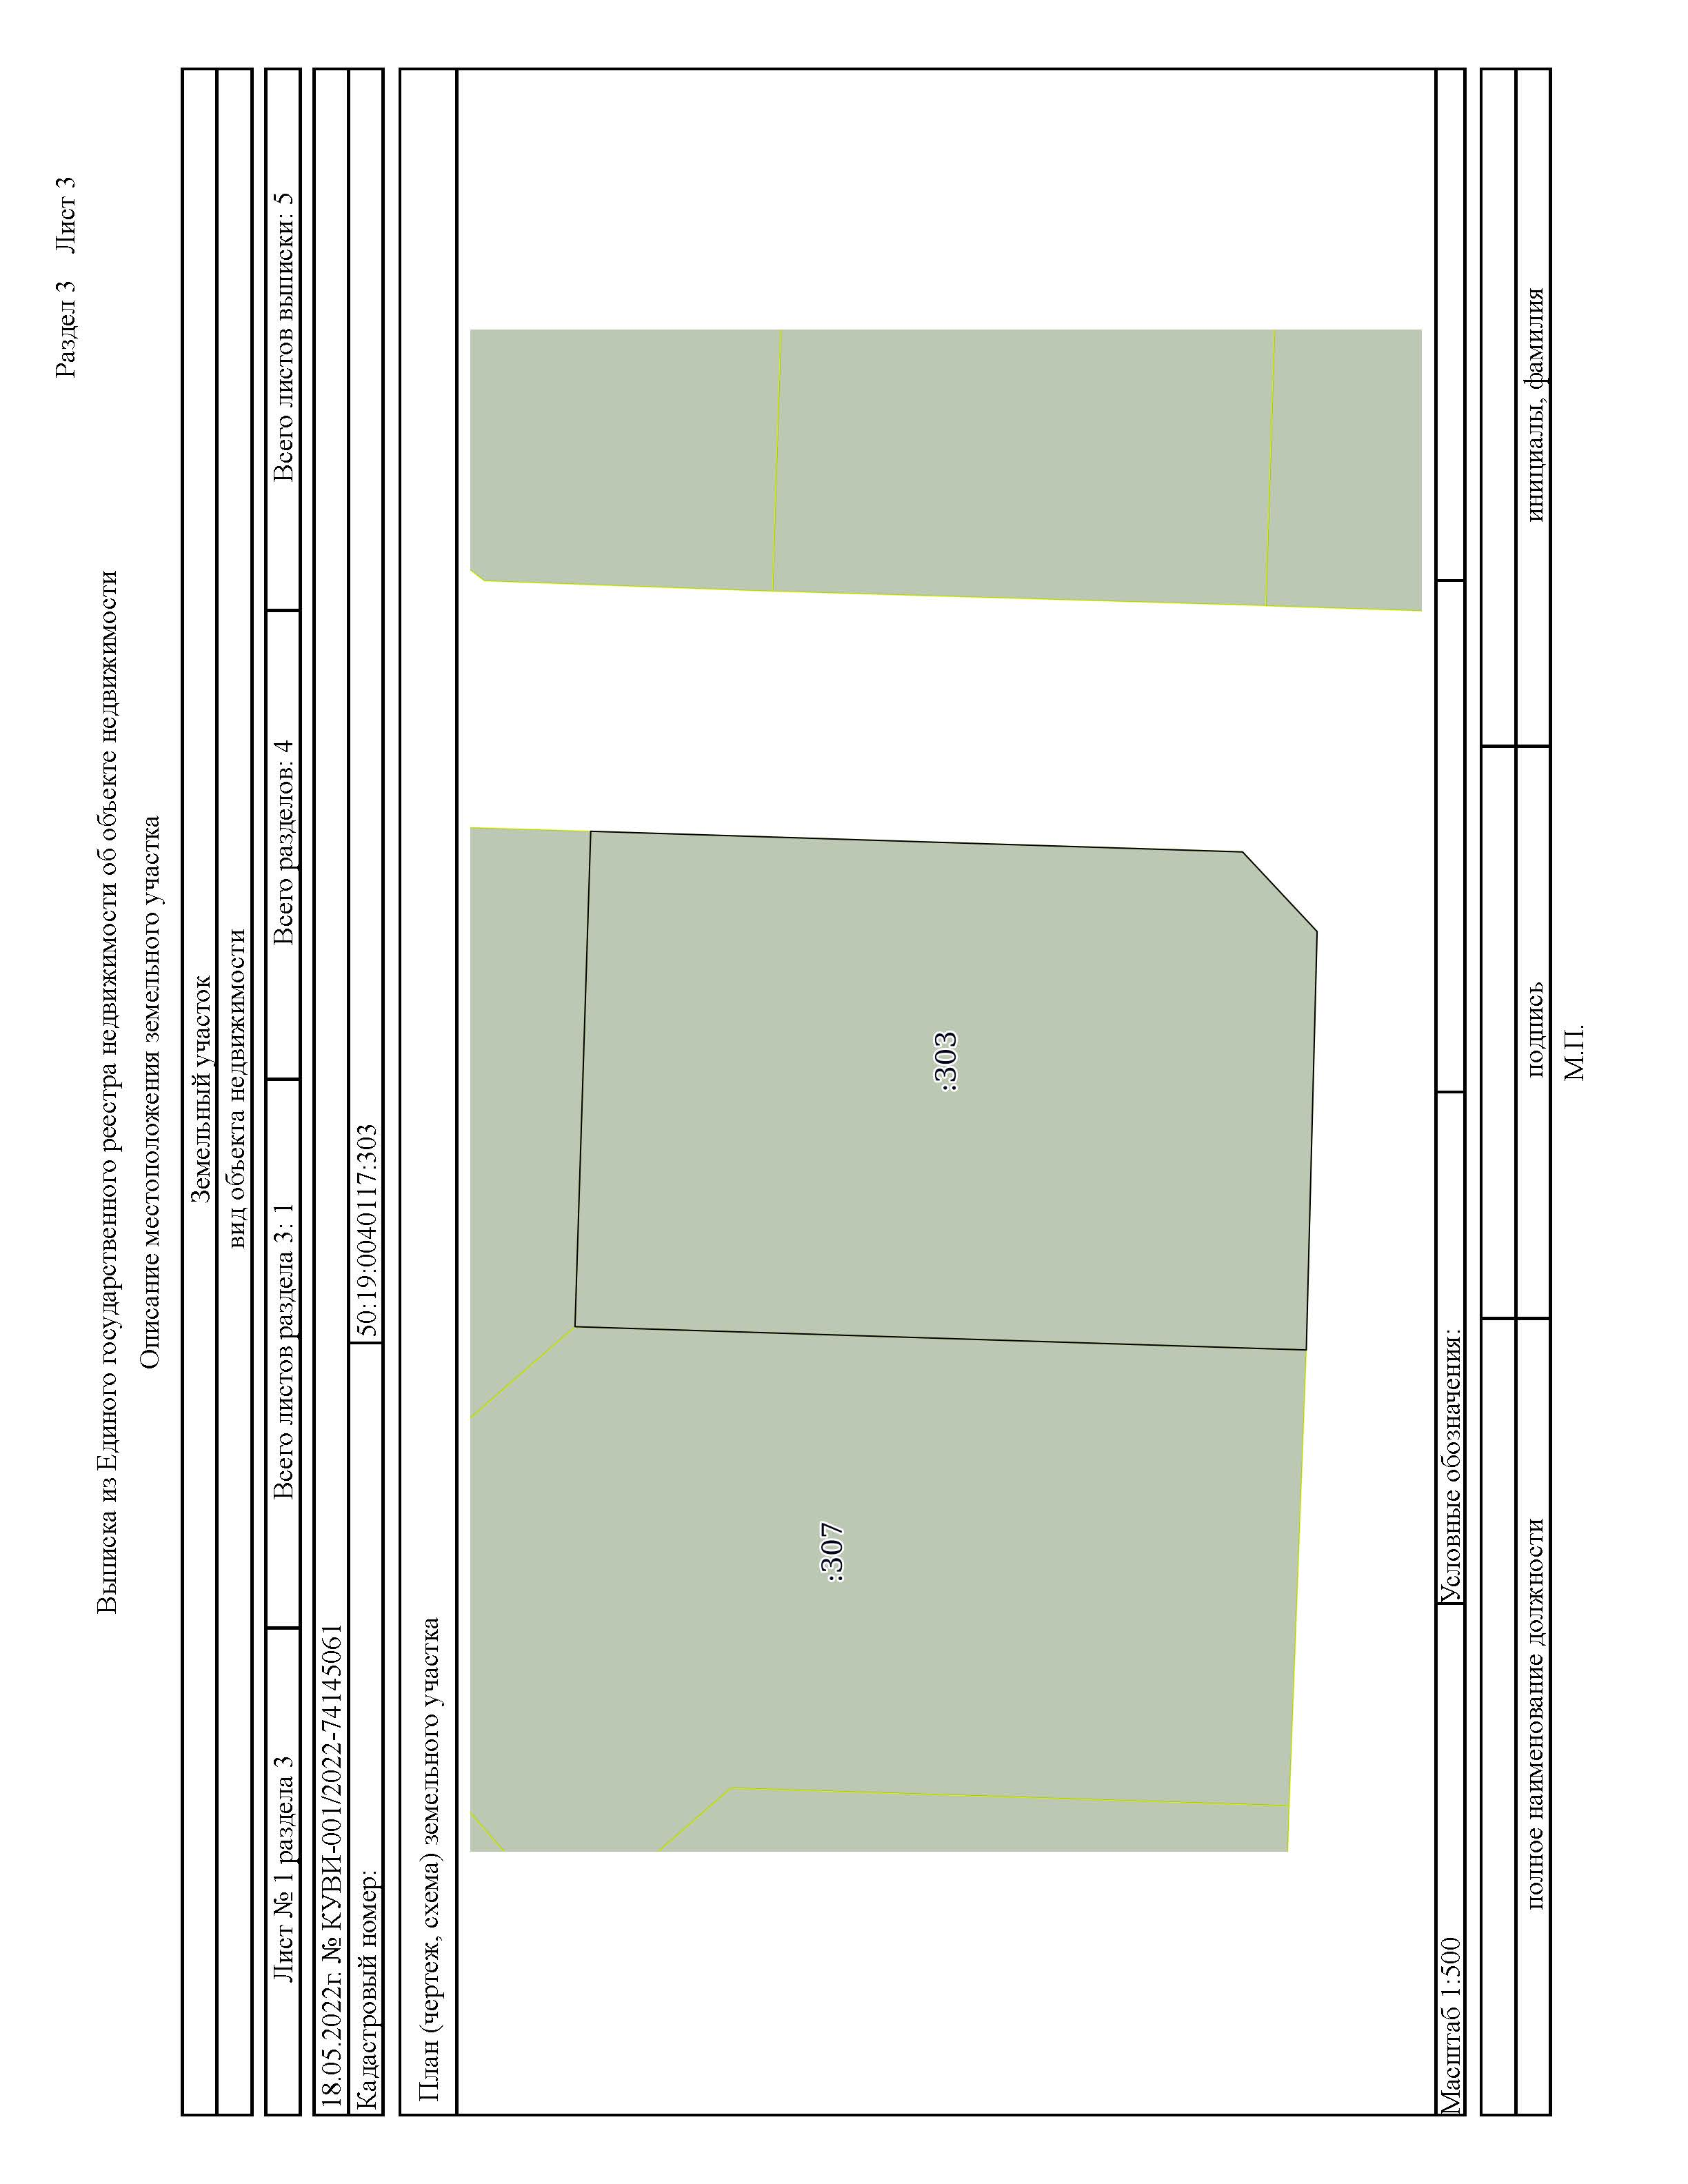 Раздел 3 Лист 3
Выписка из Единого государственного реестра недвижимости об объекте недвижимости
Описание местоположения земельного участка
Земельный участок
вид объекта недвижимости
Лист № 1 раздела 3 Всего листов раздела 3: 1 Всего разделов: 4 Всего листов выписки: 5
18.05.2022г. № КУВИ-001/2022-74145061
Кадастровый номер: 50:19:0040117:303
План (чертеж, схема) земельного участка
:307
:303
Масштаб 1:500 Условные обозначения:
полное наименование должности подпись инициалы, фамилия
М.П.